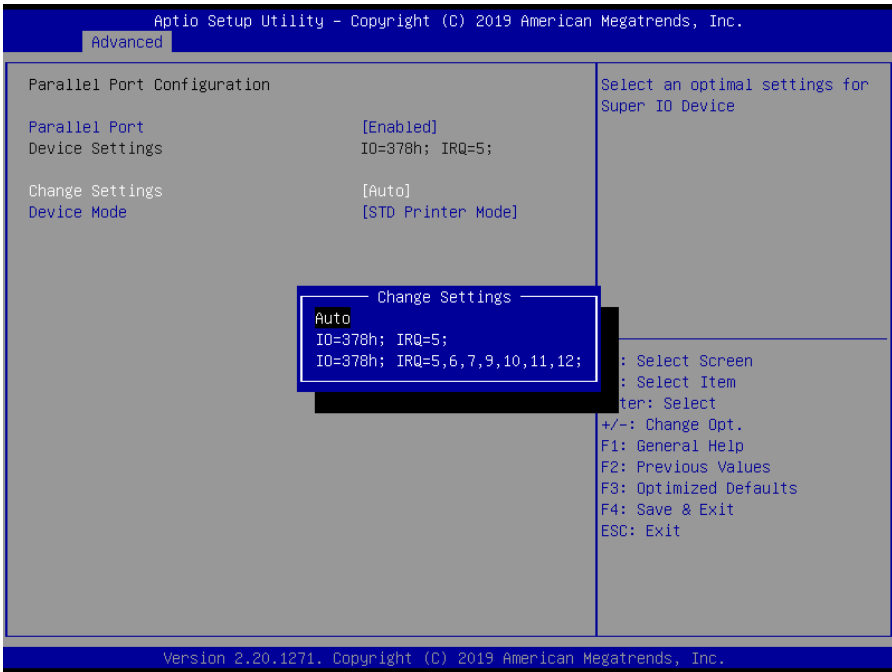 Aptio Setup Utility – Copyright (C) 2019 American Megatrends, Inc.
Advanced
Parallel Port Configuration
Parallel Port [Enabled]
Device Settings IO=378h; IRQ=5;
Change Settings [Auto]
Device Mode [STD Printer Mode]
Select an optimal settings for
Super IO Device
Change Settings
Auto
IO=378h; IRQ=5;
IO=378h; IRQ=5,6,7,9,10,11,12;
: Select Screen
: Select Item
ter: Select
+/-: Change Opt.
F1: General Help
F2: Previous Values
F3: Optimized Defaults
F4: Save & Exit
ESC: Exit
Version 2.20.1271. Copyright (C) 2019 American Megatrends, Inc.